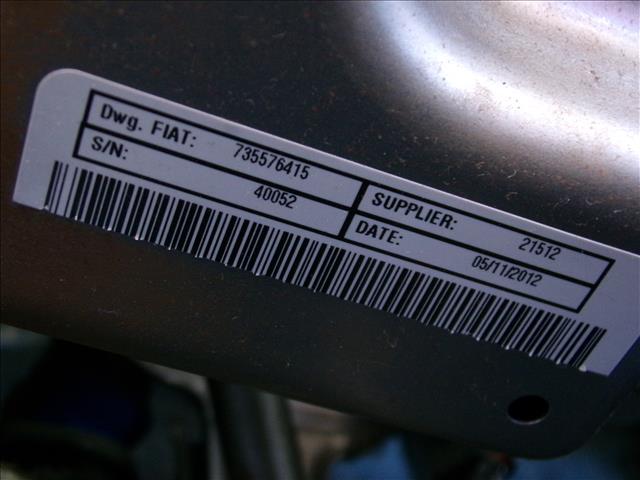 Dwg. FIAT: 735576415
S/N: 40052
SUPPLIER: 21512
DATE: 05/11/2012